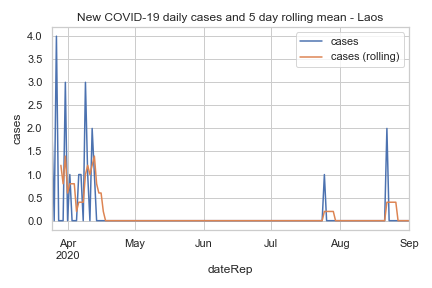 New COVID-19 daily cases and 5 day rolling mean - Laos
cases
cases (rolling)
4.0
3.5
3.0
2.5
2.0
1.5
1.0
0.5
0.0
cases
Apr
2020
May
Jun
Jul
Aug
Sep
dateRep